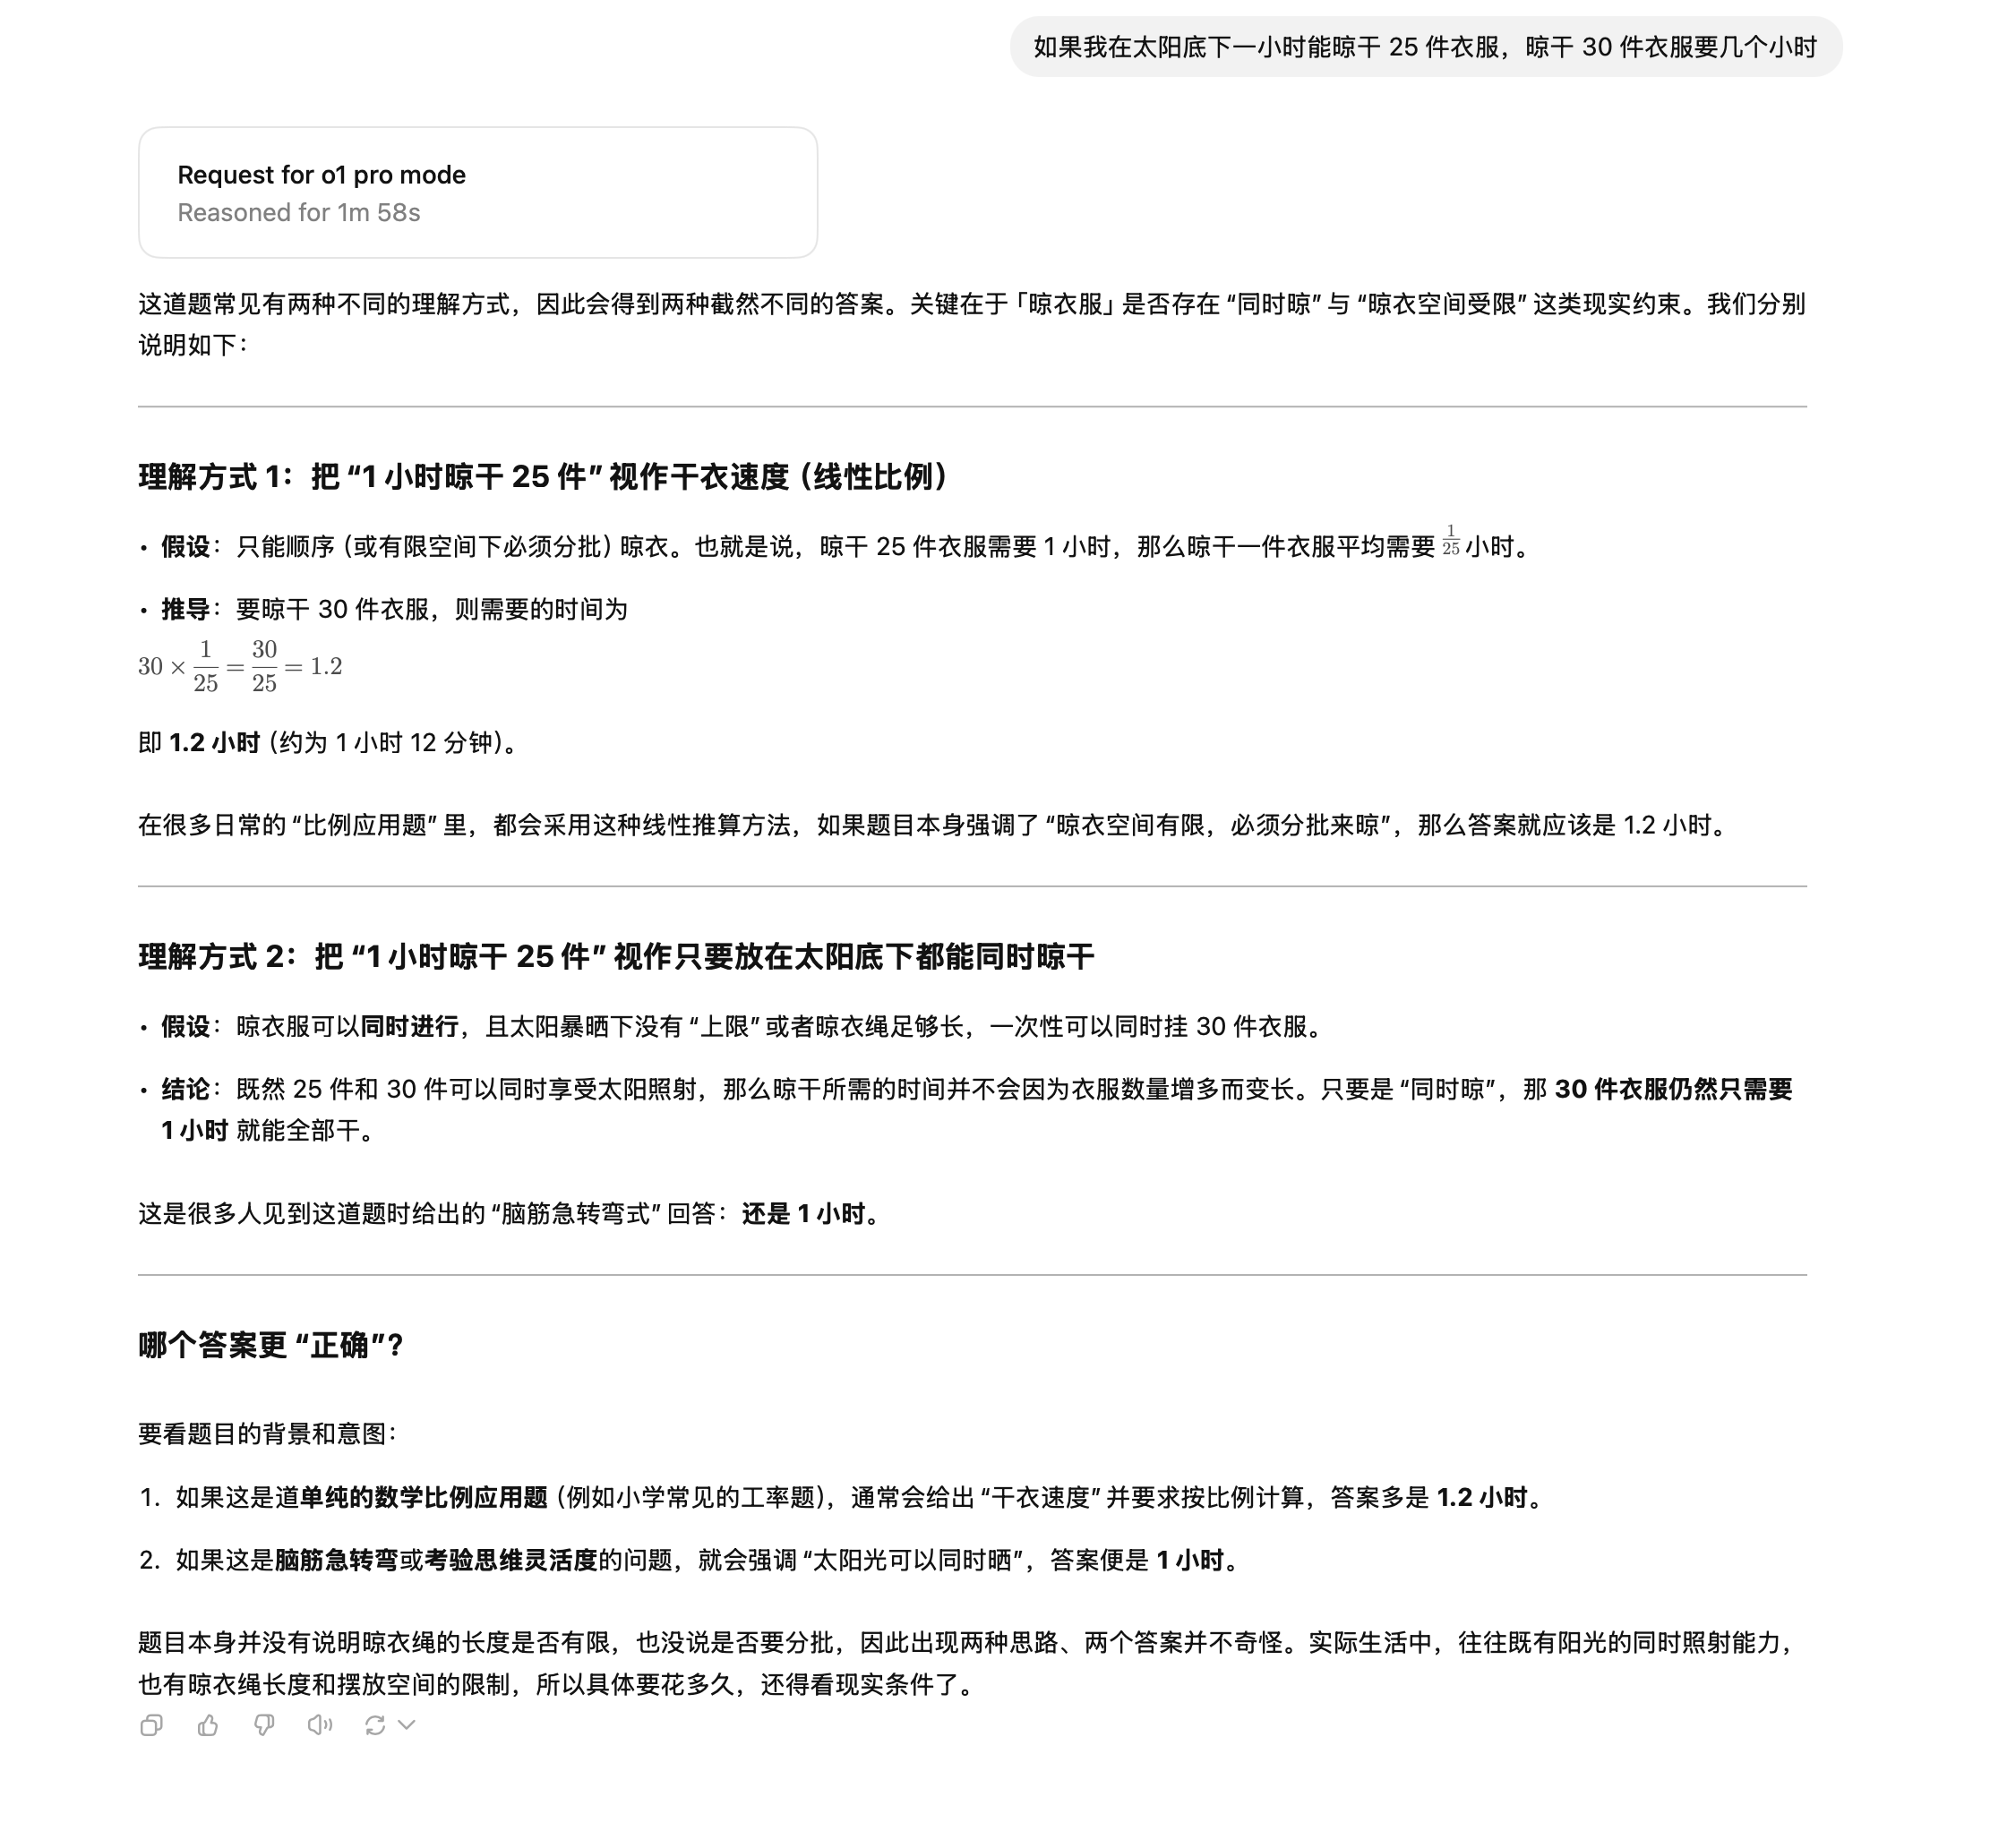 如果我在太阳底下一小时能晾干 25 件衣服，晾干 30 件衣服要几个小时
Request for o1 pro mode
Reasoned for 1m 58s
这道题常见有两种不同的理解方式，因此会得到两种截然不同的答案。关键在于「晾衣服」是否存在 “同时晾” 与 “晾衣空间受限” 这类现实约束。我们分别
说明如下：
理解方式 1：把 “1 小时晾干 25 件” 视作干衣速度（线性比例）
• 假设：只能顺序（或有限空间下必须分批）晾衣。也就是说，晾干 25 件衣服需要 1 小时，那么晾干一件衣服平均需要 1/25 小时。
• 推导：要晾干 30 件衣服，则需要的时间为
30 × 1/25 = 30/25 = 1.2
即 1.2 小时（约为 1 小时 12 分钟）。
在很多日常的 “比例应用题” 里，都会采用这种线性推算方法，如果题目本身强调了 “晾衣空间有限，必须分批来晾”，那么答案就应该是 1.2 小时。
理解方式 2：把 “1 小时晾干 25 件” 视作只要放在太阳底下都能同时晾干
• 假设：晾衣服可以同时进行，且太阳暴晒下没有 “上限” 或者晾衣绳足够长，一次性可以同时挂 30 件衣服。
• 结论：既然 25 件和 30 件可以同时享受太阳照射，那么晾干所需的时间并不会因为衣服数量增多而变长。只要是 “同时晾”，那 30 件衣服仍然只需要
1 小时 就能全部干。
这是很多人见到这道题时给出的 “脑筋急转弯式” 回答：还是 1 小时。
哪个答案更 “正确”？
要看题目的背景和意图：
1. 如果这是道单纯的数学比例应用题（例如小学常见的工率题），通常会给出 “干衣速度” 并要求按比例计算，答案多是 1.2 小时。
2. 如果这是脑筋急转弯或考验思维灵活度的问题，就会强调 “太阳光可以同时晒”，答案便是 1 小时。
题目本身并没有说明晾衣绳的长度是否有限，也没说是否要分批，因此出现两种思路、两个答案并不奇怪。实际生活中，往往既有阳光的同时照射能力，
也有晾衣绳长度和摆放空间的限制，所以具体要花多久，还得看现实条件了。